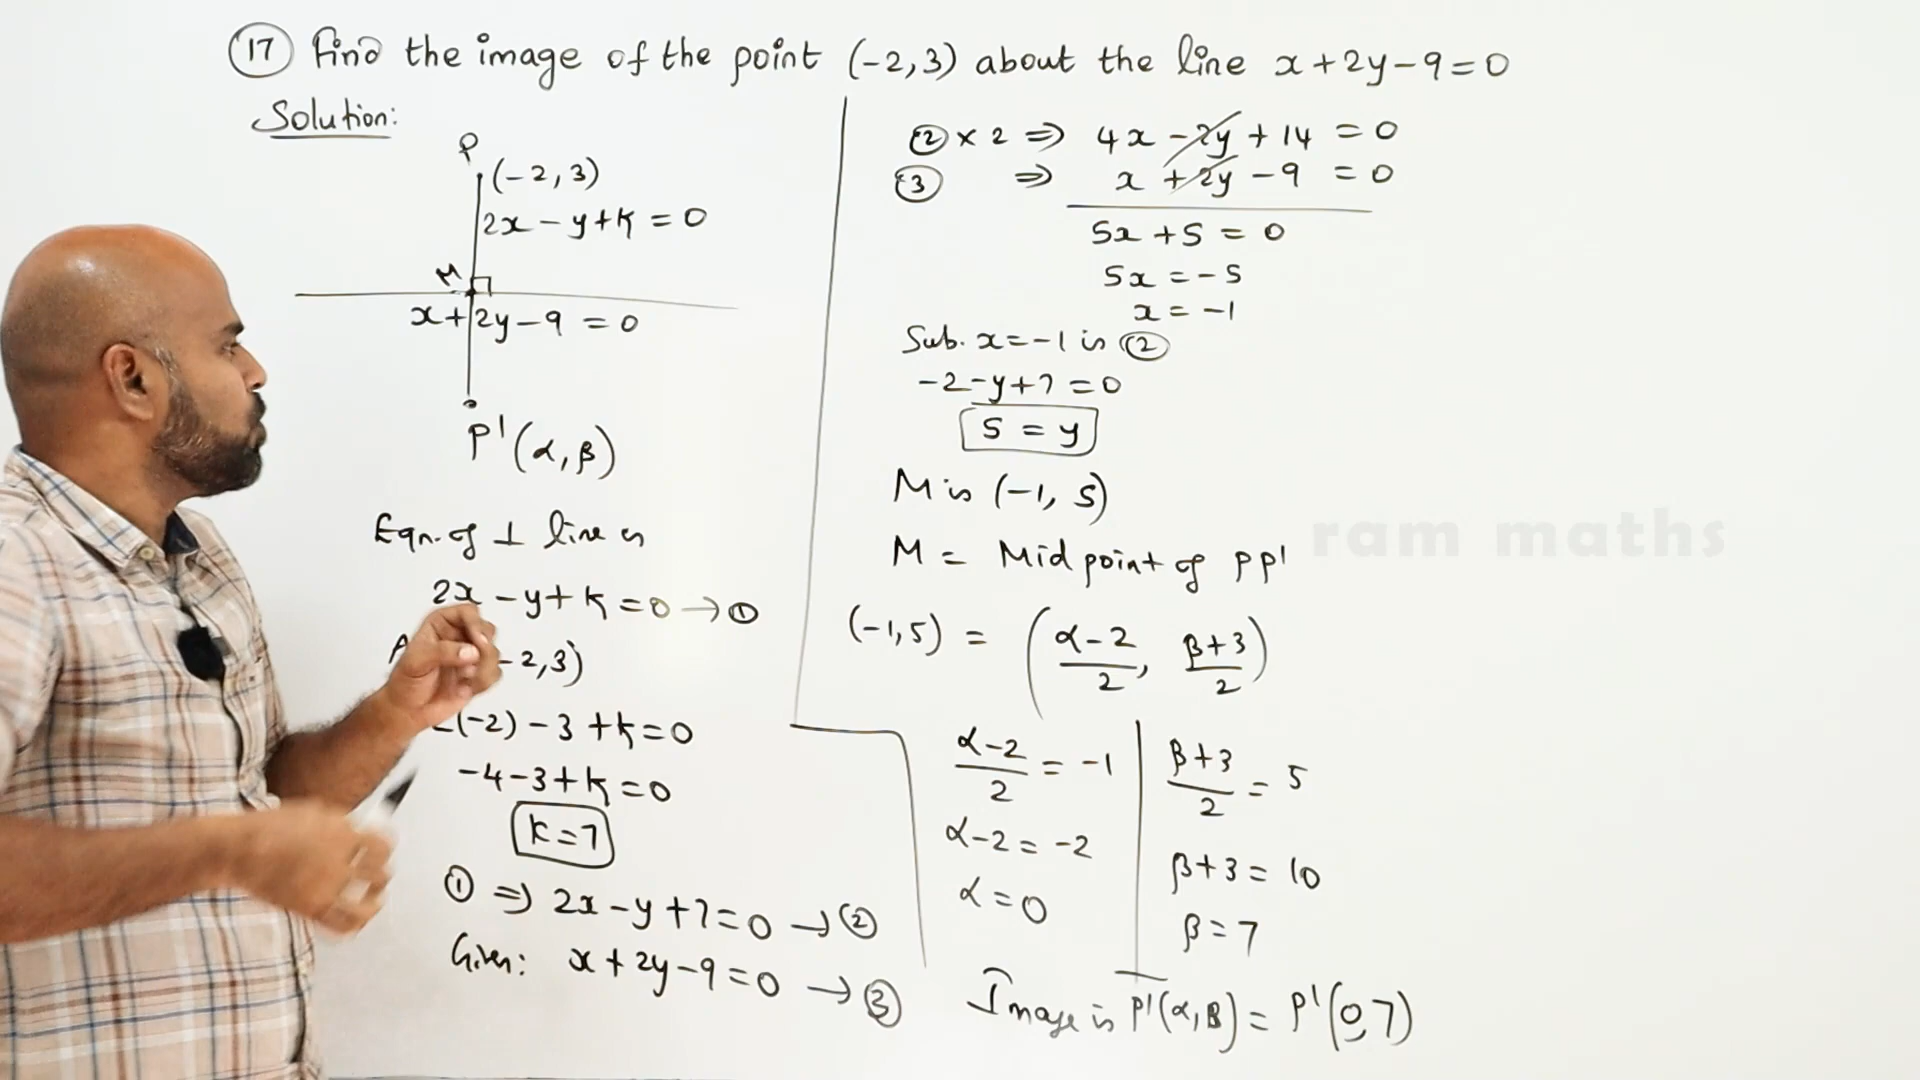 17 Find the image of the point (-2,3) about the line x+2y-9=0
Solution:
P
(-2, 3)
2x - y+k = 0
M
x+2y-9 = 0
P'(α, β)
Eqn. of ⊥ line is
2x - y+k=0 → ①
-2,3)
(-2) - 3 + k=0
-4-3+k=0
k=7
① ⇒ 2x-y+7=0 → ②
Given: x+2y-9=0 → ③
② × 2 ⇒ 4x - 2y + 14 = 0
③ ⇒ x + 2y - 9 = 0
5x + 5 = 0
5x = - 5
x = -1
Sub. x=-1 is ②
-2-y+7 = 0
5 = y
M is (-1, 5)
M = Midpoint of PP'
(-1,5) = (α-2/2, β+3/2)
α-2/2 = -1
α-2 = -2
α = 0
β+3/2 = 5
β+3 = 10
β = 7
Image is P'(α,β) = P'(0,7)
ram maths